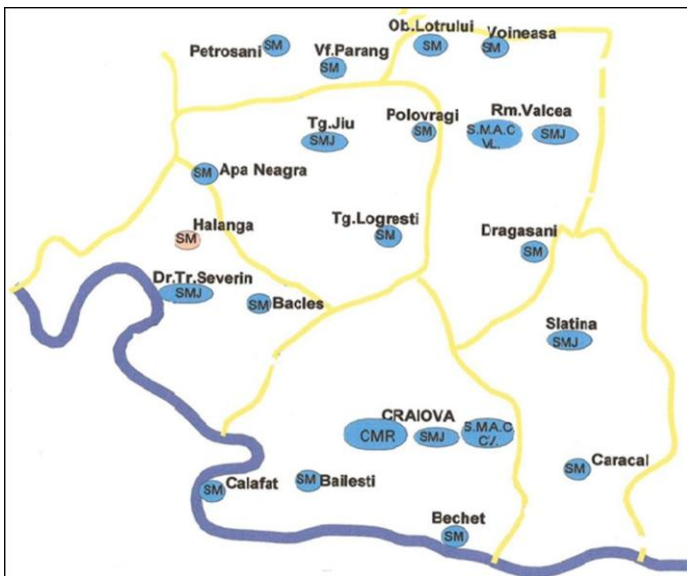 Ob.Lotrului
Voineasa
SM
SM
Petrosani
SM
Vf.Parang
SM
Tg.Jiu
SMJ
Polovragi
SM
Rm.Valcea
S.M.A.C
VL.
SMJ
SM
Apa Neagra
Halanga
SM
Tg.Logresti
SM
Dragasani
SM
Dr.Tr.Severin
SMJ
SM
Bacles
Slatina
SMJ
CRAIOVA
CMR
SMJ
S.M.A.C
CV.
SM
Caracal
SM
Calafat
SM
Bailesti
Bechet
SM